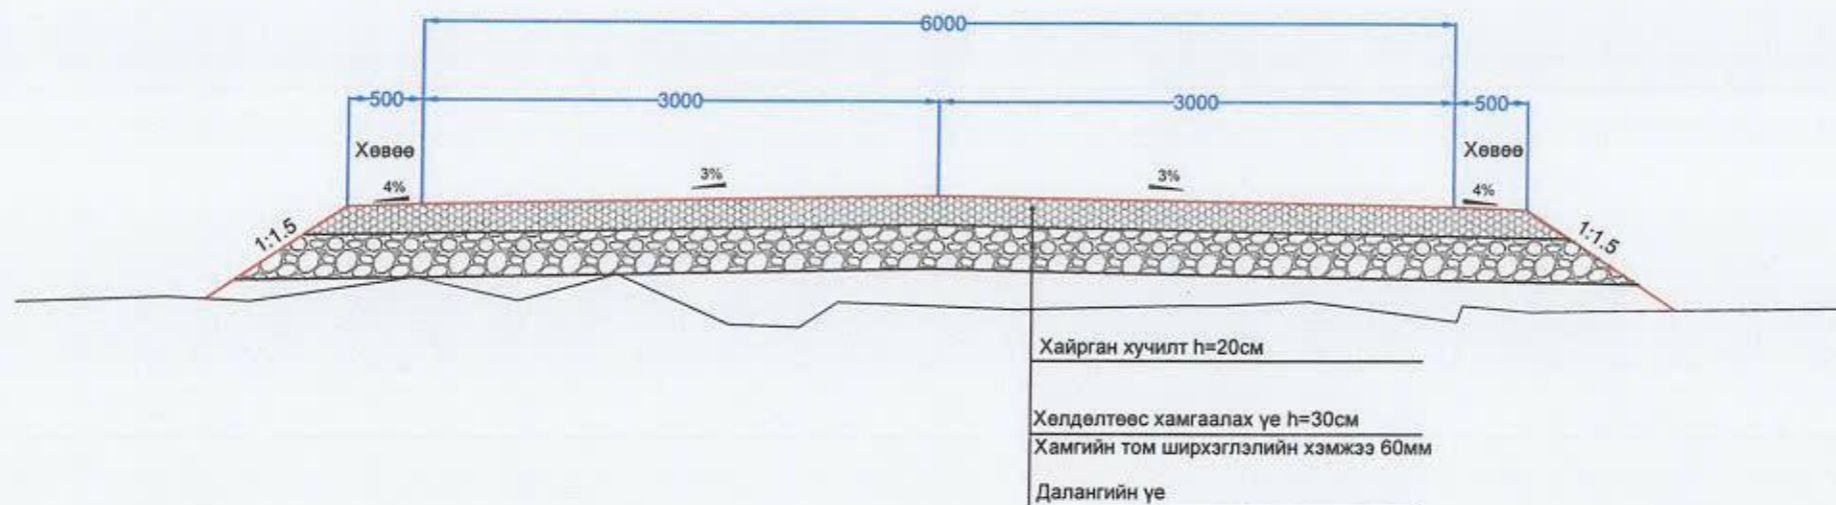 6000
500 3000 3000 500
Хөвөө Хөвөө
4% 3% 3% 4%
1:1.5 1:1.5
Хайрган хучилт h=20см
Хөлдөлтөөс хамгаалах үе h=30см
Хамгийн том ширхэглэлийн хэмжээ 60мм
Далангийн үе